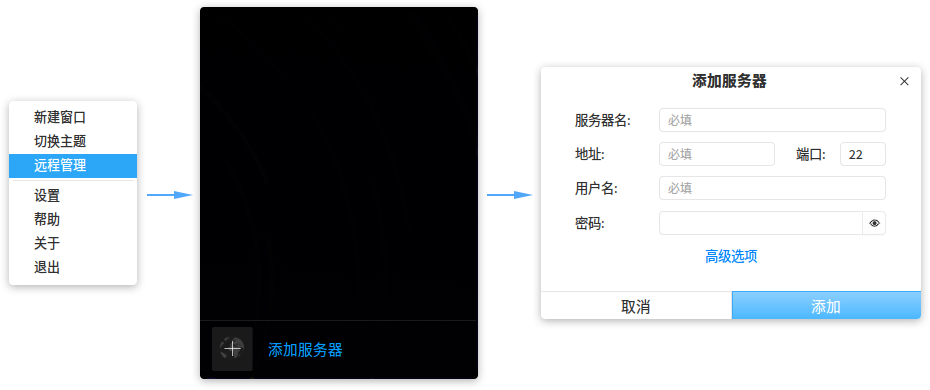 新建窗口
切换主题
远程管理
设置
帮助
关于
退出
添加服务器
添加服务器
服务器名: 必填
地址: 必填 端口: 22
用户名: 必填
密码:
高级选项
取消 添加